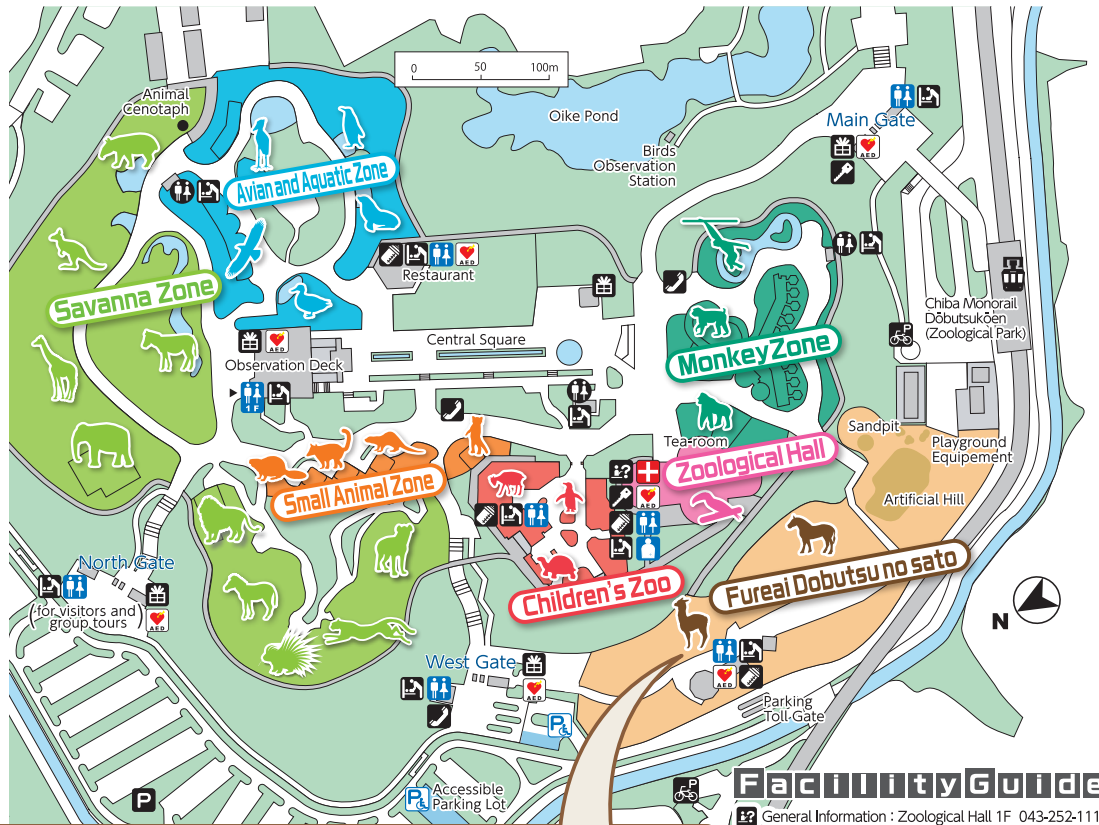 0 50 100m
Animal
Cenotaph
Oike Pond
Main Gate
AED
Birds
Observation
Station
Avian and Aquatic Zone
AED
Restaurant
Savanna Zone
Chiba Monorail
Dōbutsukōen
(Zoological Park)
P
AED
Observation Deck
1F
Central Square
Monkey Zone
Sandpit
Playground
Equipement
Tea-room
Zoological Hall
Small Animal Zone
AED
Artificial Hill
North Gate
(for visitors and
group tours)
AED
Children's Zoo
Fureai Dobutsu no sato
N
West Gate
AED
AED
Parking
Toll Gate
P
P
Accessible
Parking Lot
P
P
Facility Guide
? General Information : Zoological Hall 1F 043-252-111